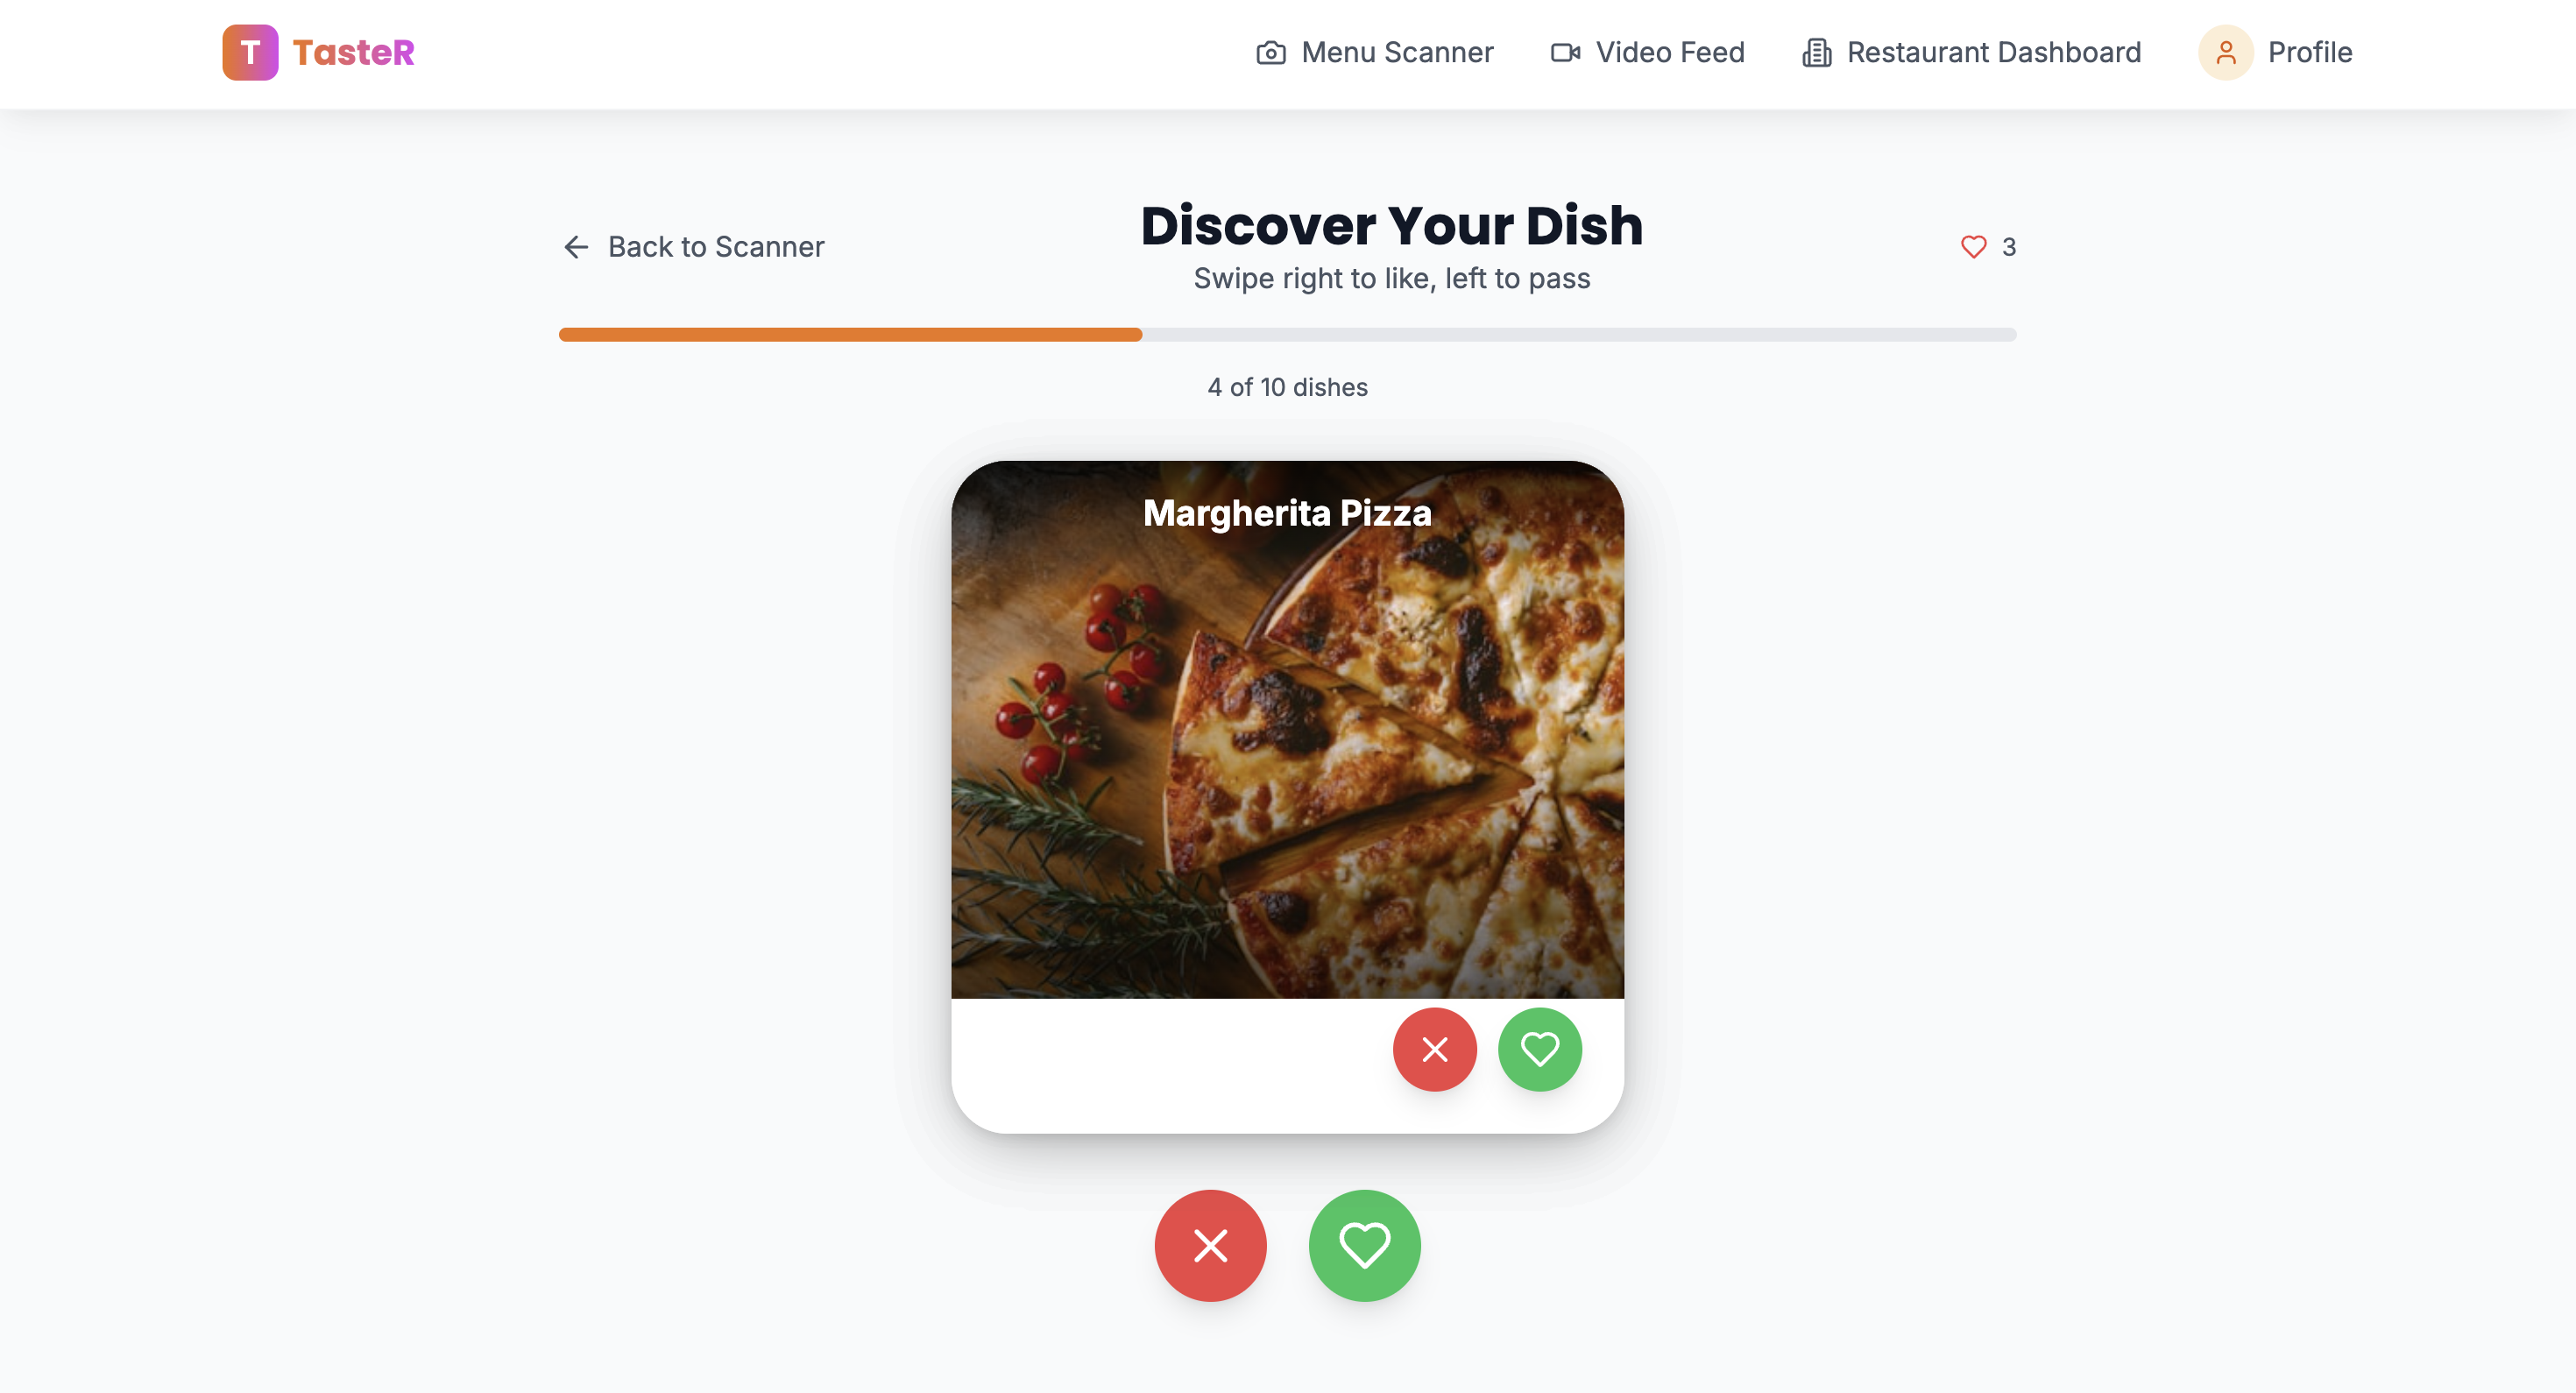 T TasteR
Menu Scanner
Video Feed
Restaurant Dashboard
Profile
Back to Scanner
Discover Your Dish
Swipe right to like, left to pass
3
4 of 10 dishes
Margherita Pizza